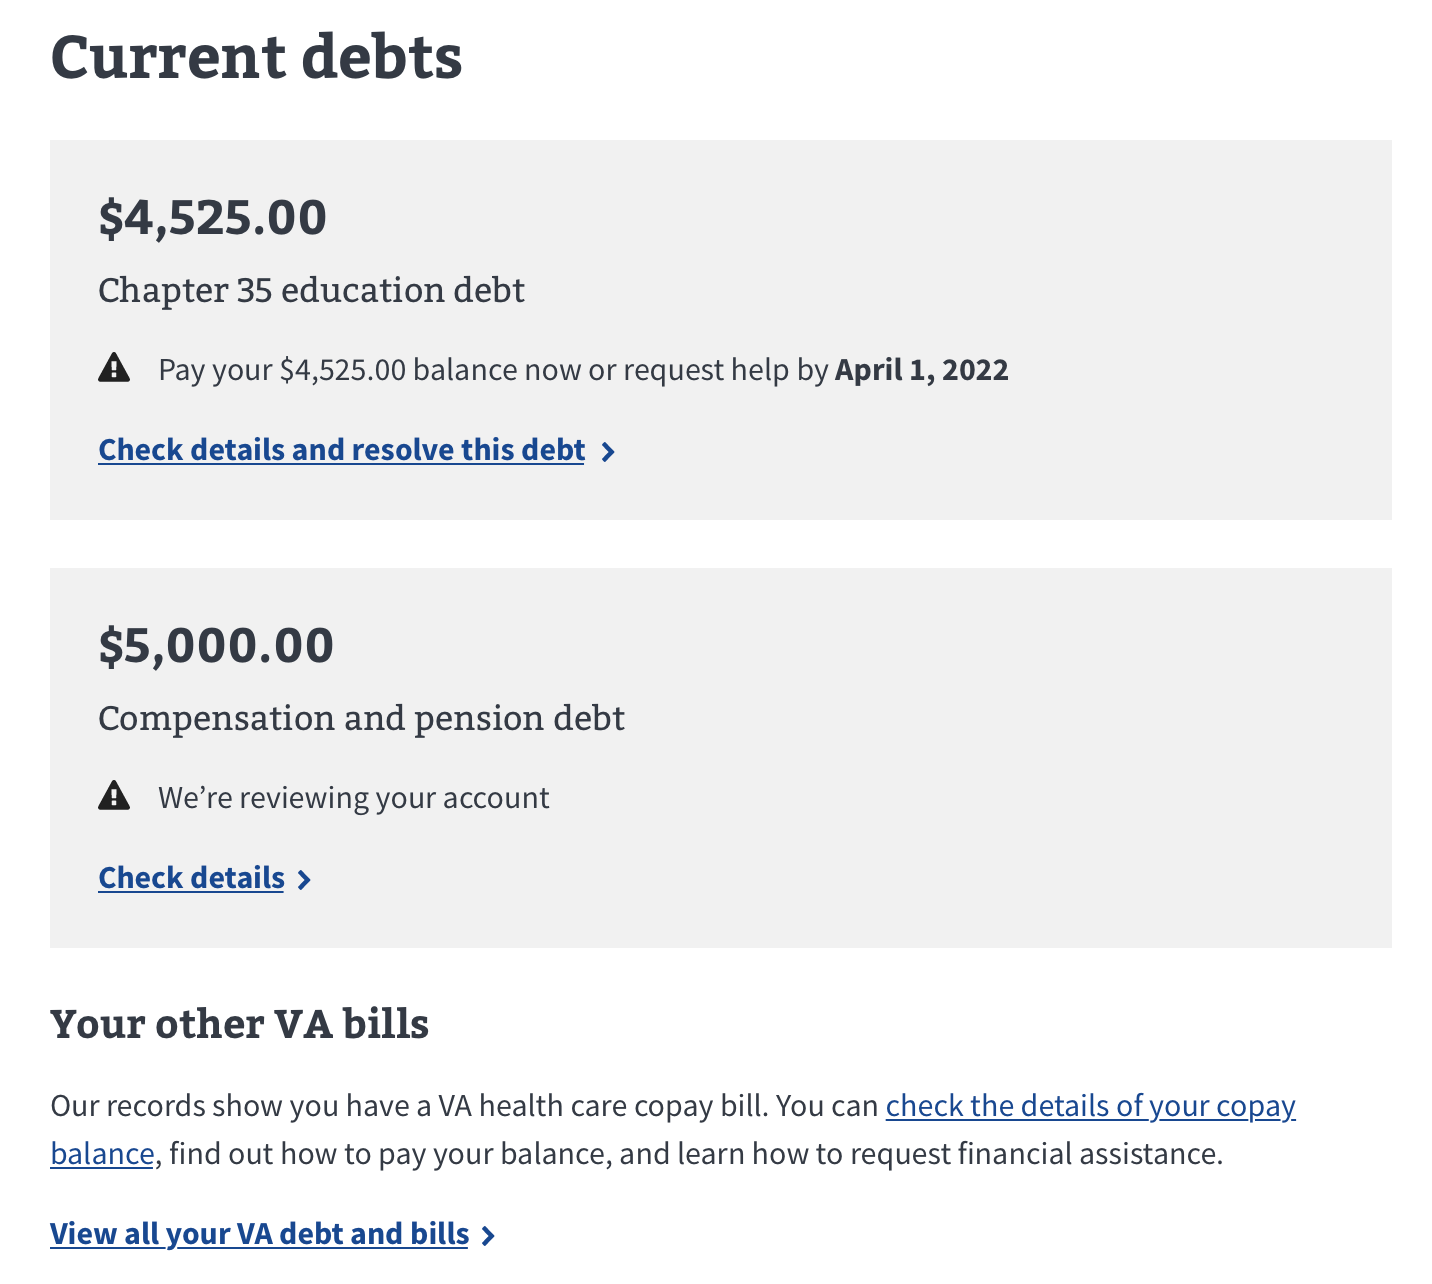 Current debts
$4,525.00
Chapter 35 education debt
Pay your $4,525.00 balance now or request help by April 1, 2022
Check details and resolve this debt
$5,000.00
Compensation and pension debt
We’re reviewing your account
Check details
Your other VA bills
Our records show you have a VA health care copay bill. You can check the details of your copay
balance, find out how to pay your balance, and learn how to request financial assistance.
View all your VA debt and bills